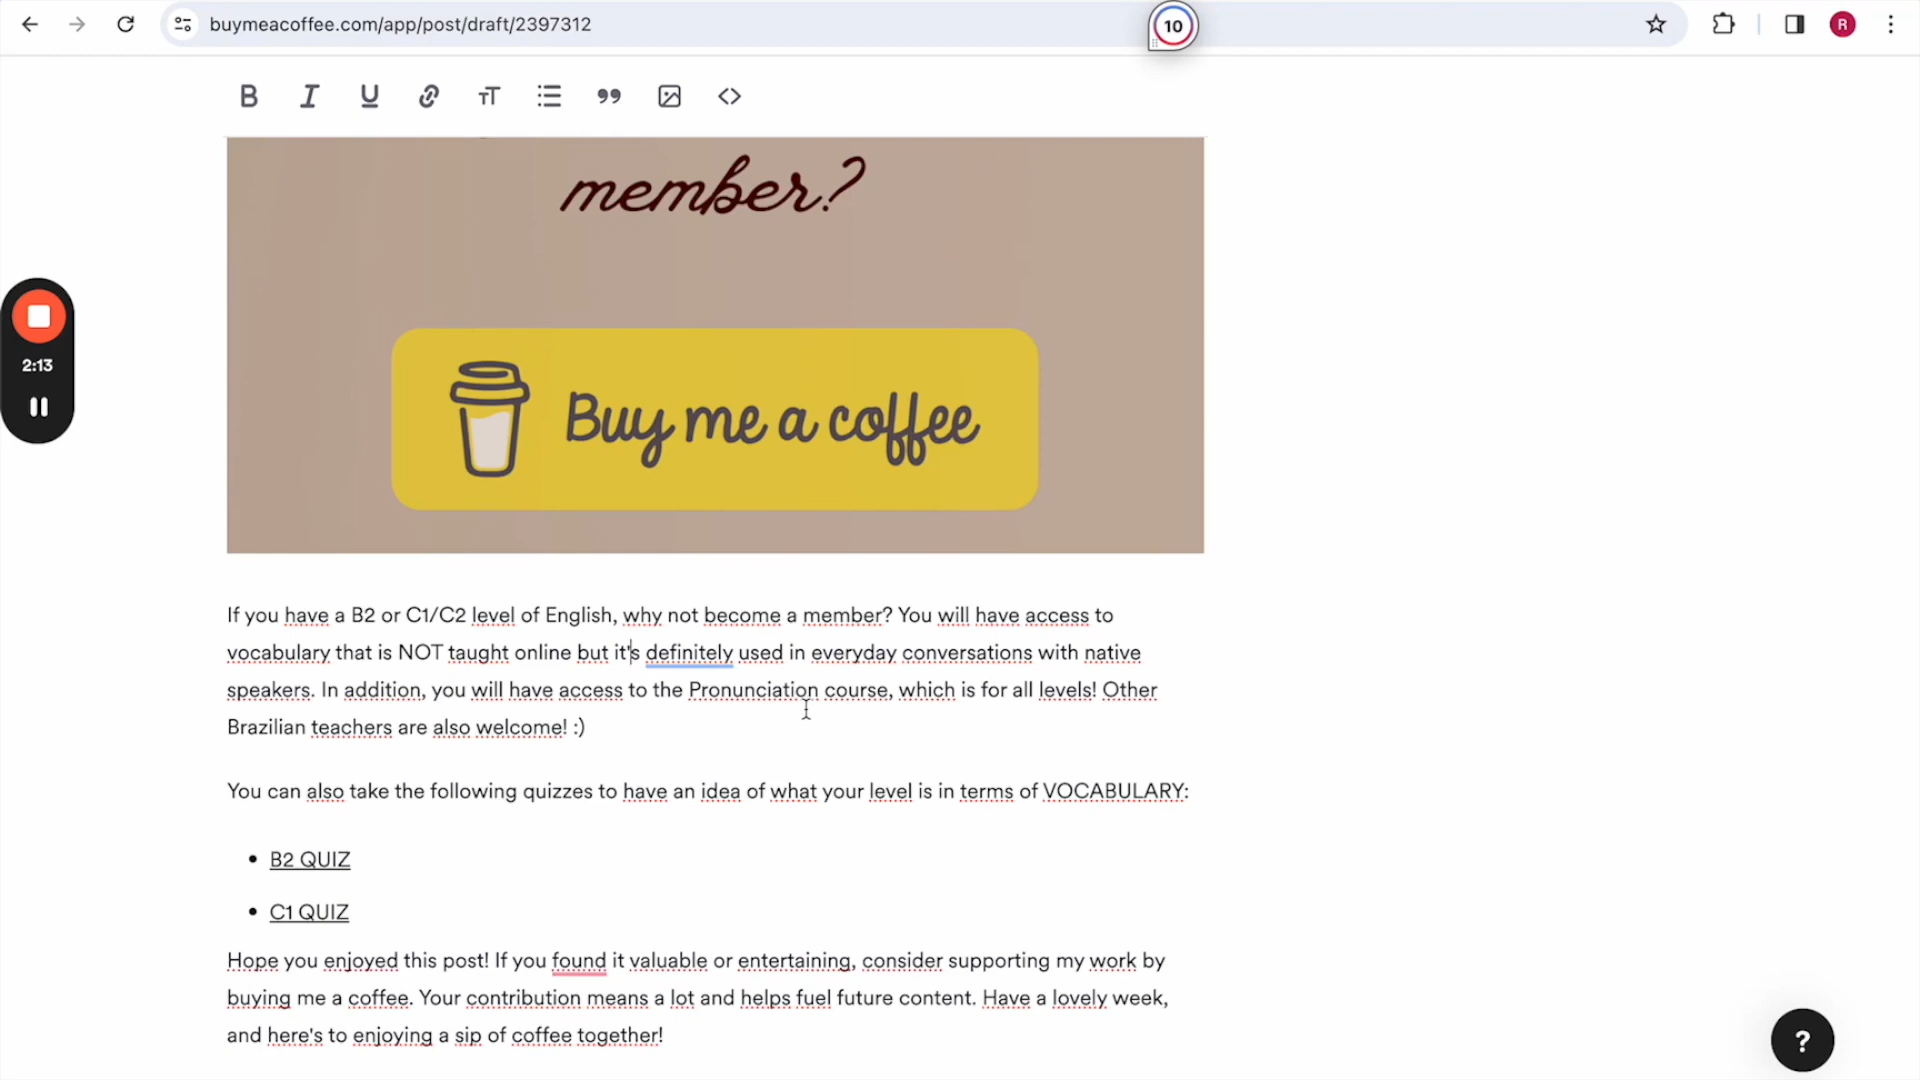 buymeacoffee.com/app/post/draft/2397312
10
R
B I U TT
member?
Buy me a coffee
2:13
If you have a B2 or C1/C2 level of English, why not become a member? You will have access to
vocabulary that is NOT taught online but it's definitely used in everyday conversations with native
speakers. In addition, you will have access to the Pronunciation course, which is for all levels! Other
Brazilian teachers are also welcome! :)
You can also take the following quizzes to have an idea of what your level is in terms of VOCABULARY:
• B2 QUIZ
• C1 QUIZ
Hope you enjoyed this post! If you found it valuable or entertaining, consider supporting my work by
buying me a coffee. Your contribution means a lot and helps fuel future content. Have a lovely week,
and here's to enjoying a sip of coffee together!
?